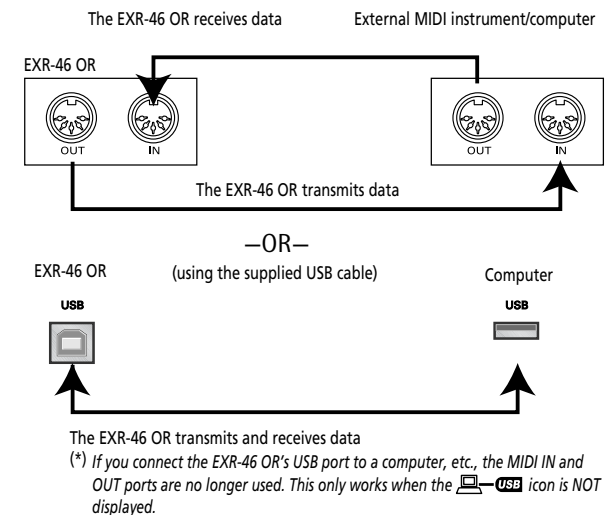 The EXR-46 OR receives data
External MIDI instrument/computer
EXR-46 OR
OUT
IN
OUT
IN
The EXR-46 OR transmits data
—OR—
EXR-46 OR
(using the supplied USB cable)
Computer
USB
USB
The EXR-46 OR transmits and receives data
(*) If you connect the EXR-46 OR's USB port to a computer, etc., the MIDI IN and
OUT ports are no longer used. This only works when the USB icon is NOT
displayed.